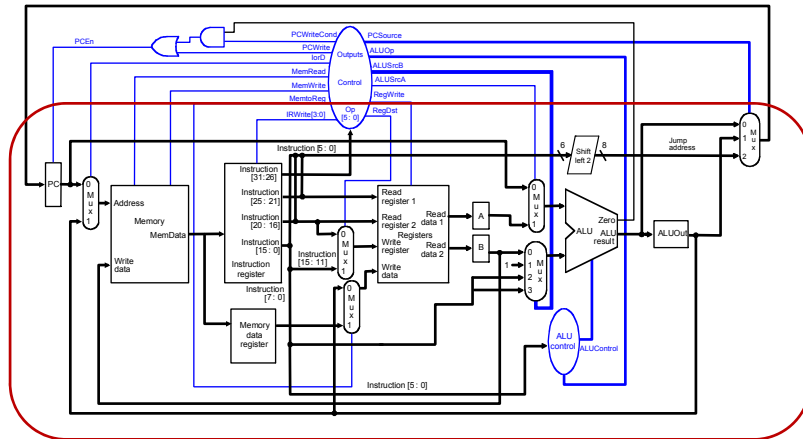 PCEn
PCWriteCond
PCWrite
IorD
MemRead
MemWrite
MemtoReg
IRWrite[3:0]
Outputs
Control
Op
[5: 0]
PCSource
ALUOp
ALUSrcB
ALUSrcA
RegWrite
RegDst
PC
0
M
u
x
1
Address
Memory
MemData
Write
data
Instruction
[31:26]
Instruction
[25: 21]
Instruction
[20: 16]
Instruction
[15: 0]
Instruction
register
Instruction [5: 0]
Instruction
[15: 11]
Instruction
[7: 0]
Memory
data
register
0
M
u
x
1
0
M
u
x
1
Read
register 1
Read
register 2
Registers
Write
register
Write
data
Read
data 1
Read
data 2
A
B
0
M
u
x
1
0
1
M
u
2
x
3
1
6
Shift
left 2
8
Jump
address
Zero
ALU
ALU
result
ALUOut
0
M
1
u
x
2
ALU
control
ALUControl
Instruction [5: 0]